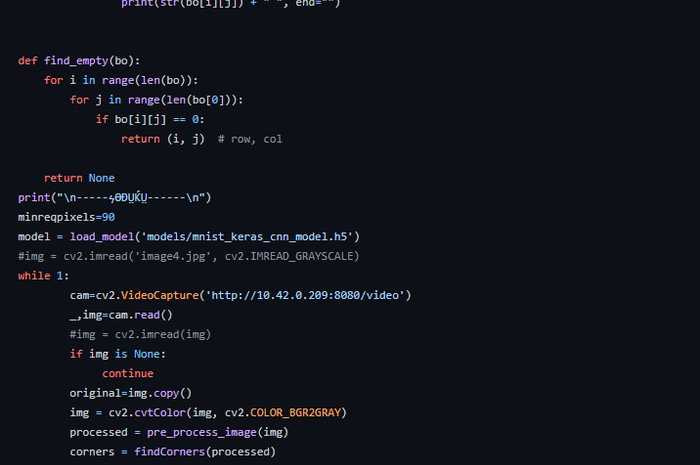 print(str(bo[i][j]) + " ", end="")
def find_empty(bo):
for i in range(len(bo)):
for j in range(len(bo[0])):
if bo[i][j] == 0:
return (i, j)  # row, col
return None
print("\n-----ϟӨĐṲḰṲ------\n")
minreqpixels=90
model = load_model('models/mnist_keras_cnn_model.h5')
#img = cv2.imread('image4.jpg', cv2.IMREAD_GRAYSCALE)
while 1:
cam=cv2.VideoCapture('http://10.42.0.209:8080/video')
_,img=cam.read()
#img = cv2.imread(img)
if img is None:
continue
original=img.copy()
img = cv2.cvtColor(img, cv2.COLOR_BGR2GRAY)
processed = pre_process_image(img)
corners = findCorners(processed)